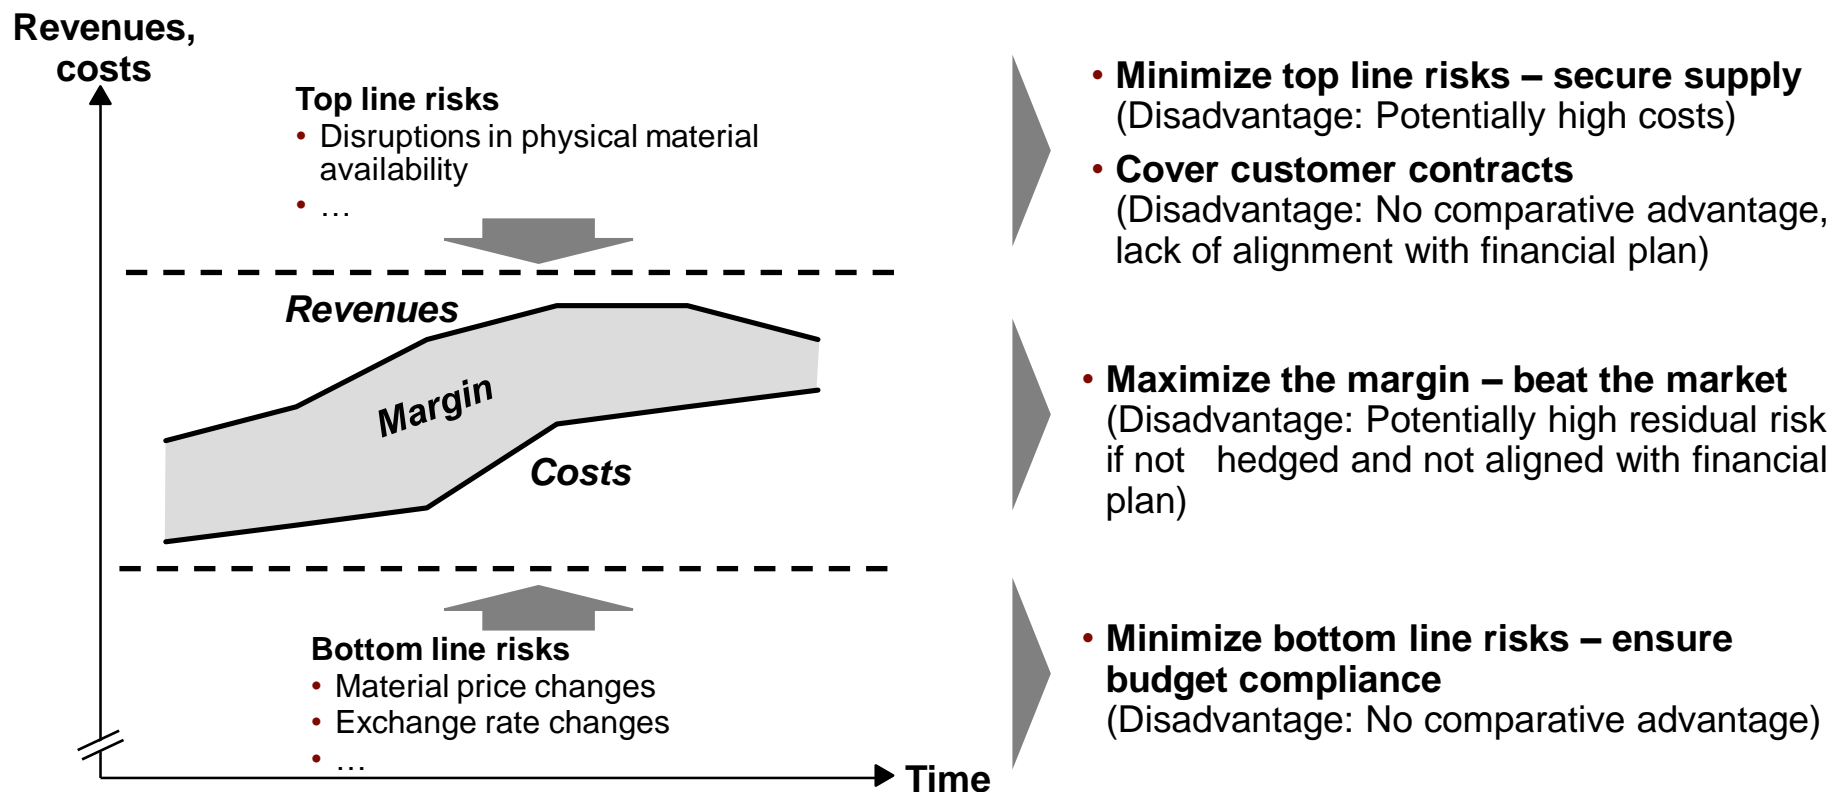 Revenues,
costs
Top line risks
• Disruptions in physical material
availability
• …
Revenues
Margin
Costs
Bottom line risks
• Material price changes
• Exchange rate changes
• …
Time
• Minimize top line risks – secure supply
(Disadvantage: Potentially high costs)
• Cover customer contracts
(Disadvantage: No comparative advantage,
lack of alignment with financial plan)
• Maximize the margin – beat the market
(Disadvantage: Potentially high residual risk
if not   hedged and not aligned with financial
plan)
• Minimize bottom line risks – ensure
budget compliance
(Disadvantage: No comparative advantage)